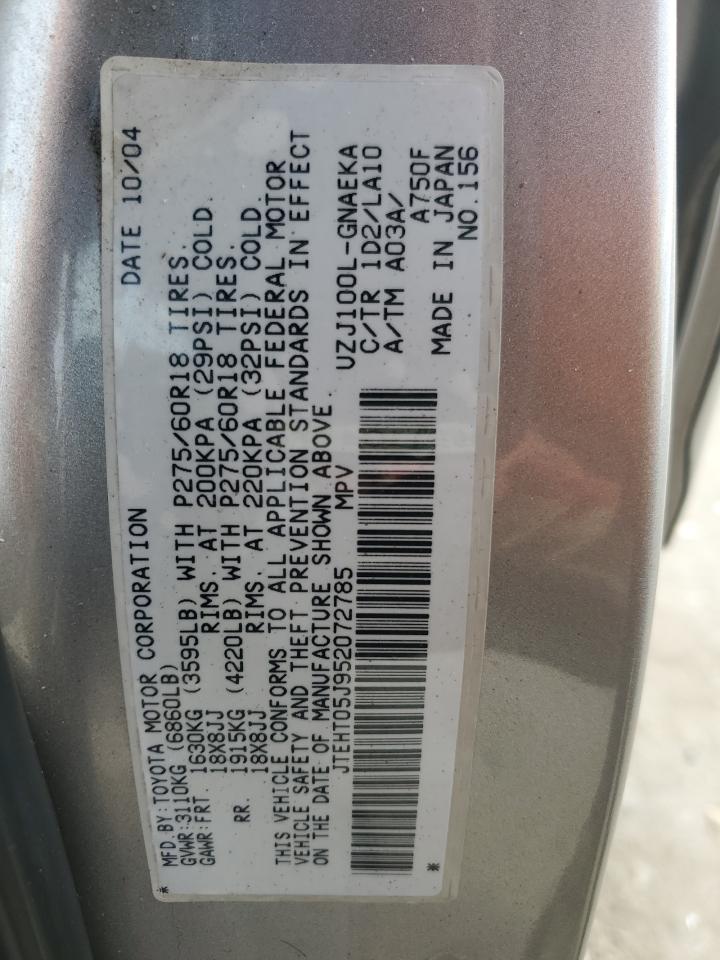 MFD. BY: TOYOTA MOTOR CORPORATION DATE 10/04
GVWR: 3110KG (6860LB)
GAWR: FRT. 1630KG (3595LB) WITH P275/60R18 TIRES.
18X8JJ RIMS. AT 200KPA (29PSI) COLD.
RR. 1915KG (4220LB) WITH P275/60R18 TIRES.
18X8JJ RIMS. AT 220KPA (32PSI) COLD.
THIS VEHICLE CONFORMS TO ALL APPLICABLE FEDERAL MOTOR
VEHICLE SAFETY AND THEFT PREVENTION STANDARDS IN EFFECT
ON THE DATE OF MANUFACTURE SHOWN ABOVE.
JTEHT05J952072785 MPV UZJ100L-GNAEKA
C/TR 1D2/LA10
A/TM A03A/
A750F
MADE IN JAPAN
* * NO.156